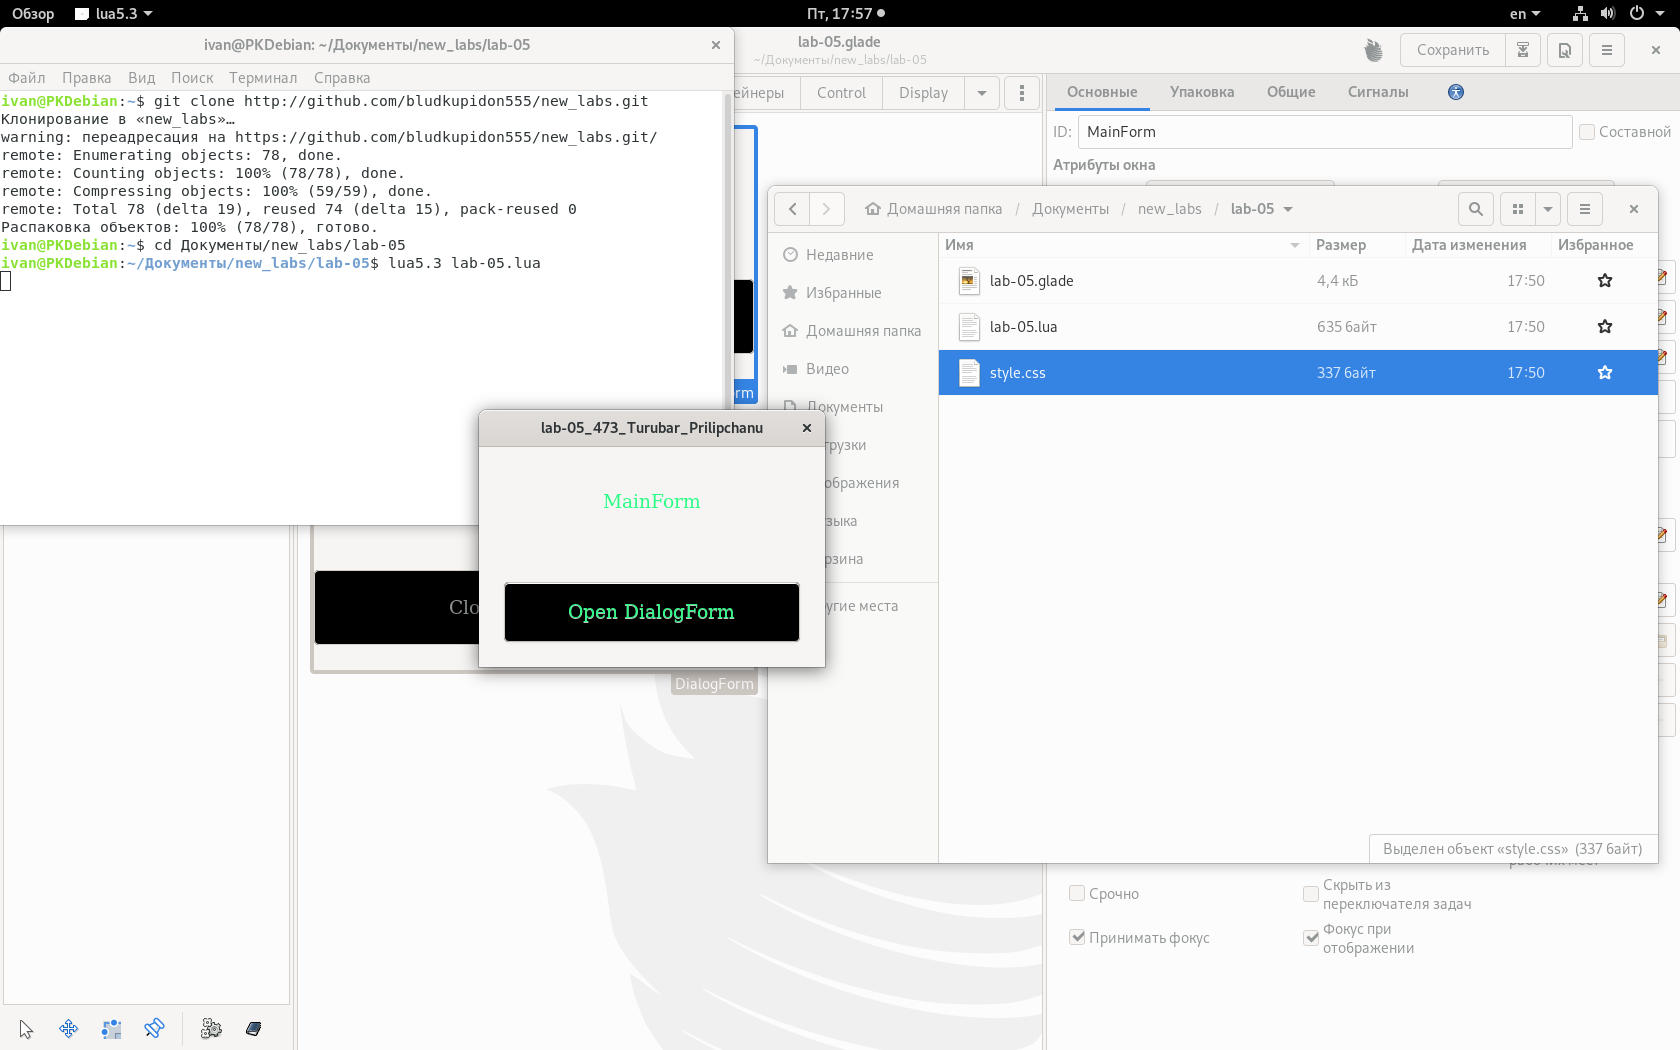 Обзор
lua5.3
Пт, 17:57
en
ivan@PKDebian: ~/Документы/new_labs/lab-05
Файл Правка Вид Поиск Терминал Справка
ivan@PKDebian:~$ git clone http://github.com/bludkupidon555/new_labs.git
Клонирование в «new_labs»…
warning: переадресация на https://github.com/bludkupidon555/new_labs.git/
remote: Enumerating objects: 78, done.
remote: Counting objects: 100% (78/78), done.
remote: Compressing objects: 100% (59/59), done.
remote: Total 78 (delta 19), reused 74 (delta 15), pack-reused 0
Распаковка объектов: 100% (78/78), готово.
ivan@PKDebian:~$ cd Документы/new_labs/lab-05
ivan@PKDebian:~/Документы/new_labs/lab-05$ lua5.3 lab-05.lua
lab-05.glade
~/Документы/new_labs/lab-05
Сохранить
ейнеры
Control
Display
Основные Упаковка Общие Сигналы
ID: MainForm
Составной
Атрибуты окна
Домашняя папка / Документы / new_labs / lab-05
Недавние
Избранные
Домашняя папка
Видео
Документы
грузки
ображения
зыка
рзина
угие места
Имя Размер Дата изменения Избранное
lab-05.glade 4,4 кБ 17:50
lab-05.lua 635 байт 17:50
style.css 337 байт 17:50
Выделен объект «style.css» (337 байт)
rm
lab-05_473_Turubar_Prilipchanu
MainForm
Open DialogForm
Clo
DialogForm
Срочно
Скрыть из
переключателя задач
Принимать фокус
Фокус при
отображении